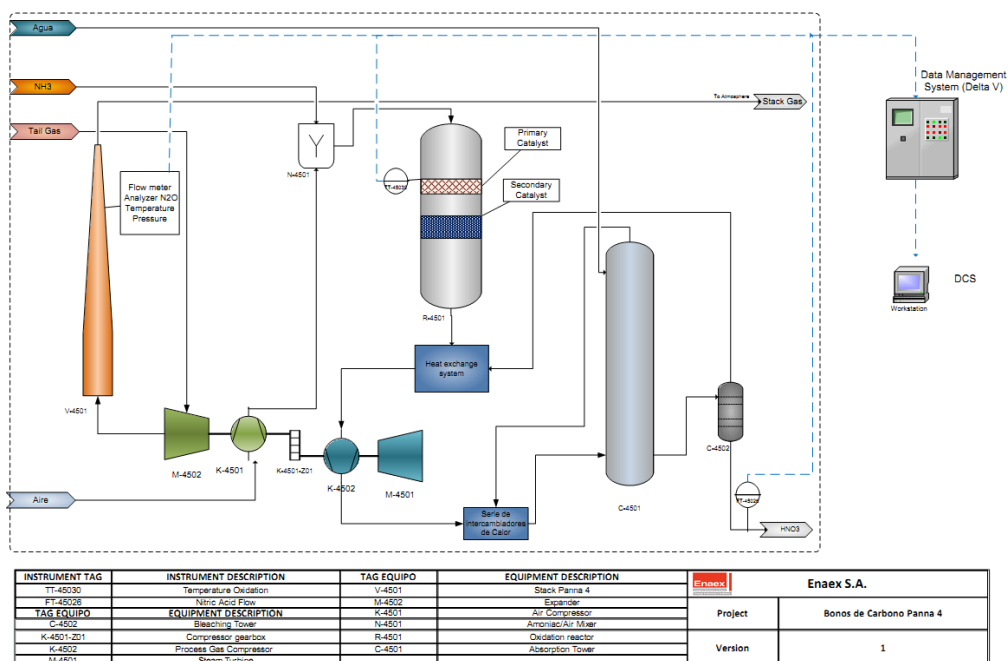 Agua
NH3
Tail Gas
Aire
Flow meter
Analyzer N2O
Temperature
Pressure
V-4501
M-4502
K-4501
K-4501-Z01
K-4502
M-4501
N-4501
TT-45030
Primary
Catalyst
Secondary
Catalyst
R-4501
Heat exchange
system
Serie de
Intercambiadores
de Calor
C-4501
C-4502
To Atmosphere
Stack Gas
HNO3
Data Management
System (Delta V)
DCS
Workstation
INSTRUMENT TAG INSTRUMENT DESCRIPTION TAG EQUIPO EQUIPMENT DESCRIPTION
TT-45030 Temperature Oxidation V-4501 Stack Panna 4
FT-45026 Nitric Acid Flow M-4502 Expander
TAG EQUIPO EQUIPMENT DESCRIPTION K-4501 Air Compressor
C-4502 Bleaching Tower N-4501 Amoniac/Air Mixer
K-4501-Z01 Compressor gearbox R-4501 Oxidation reactor
K-4502 Process Gas Compressor C-4501 Absorption Tower
M-4501 Steam Turbine
Enaex
Enaex S.A.
Project Bonos de Carbono Panna 4
Version 1